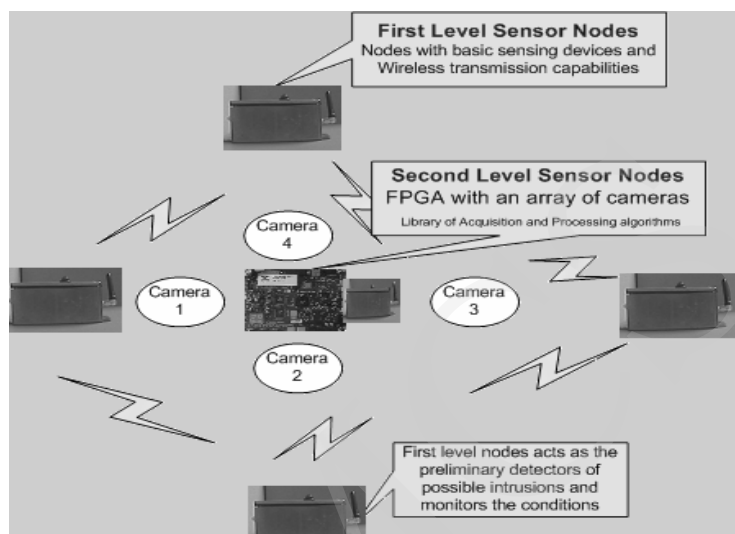 First Level Sensor Nodes
Nodes with basic sensing devices and
Wireless transmission capabilities
Second Level Sensor Nodes
FPGA with an array of cameras
Library of Acquisition and Processing algorithms
Camera
4
Camera
1
Camera
3
Camera
2
First level nodes acts as the
preliminary detectors of
possible intrusions and
monitors the conditions